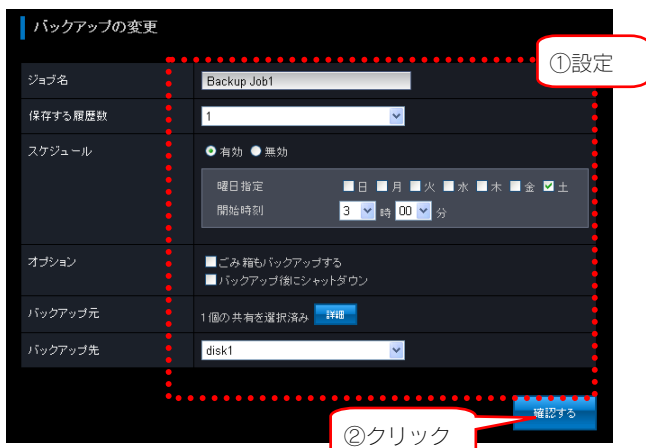 バックアップの変更
①設定
ジョブ名 Backup Job1
保存する履歴数 1
スケジュール 有効 無効
曜日指定 日 月 火 水 木 金 土
開始時刻 3 時 00 分
オプション ごみ箱もバックアップする
バックアップ後にシャットダウン
バックアップ元 1個の共有を選択済み 詳細
バックアップ先 disk1
確認する
②クリック